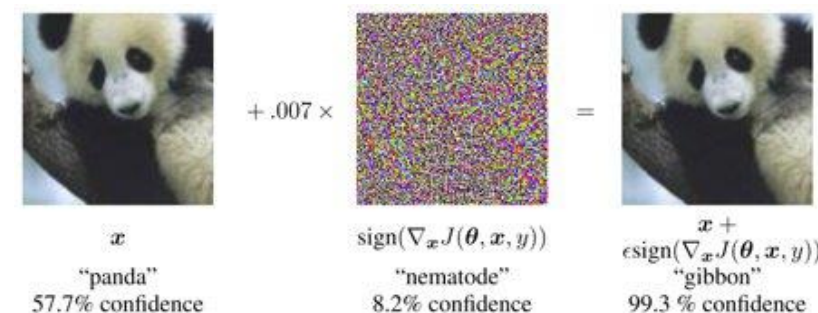 + .007 ×
=
x
"panda"
57.7% confidence
sign(∇ₓJ(θ, x, y))
"nematode"
8.2% confidence
x +
ϵsign(∇ₓJ(θ, x, y))
"gibbon"
99.3 % confidence